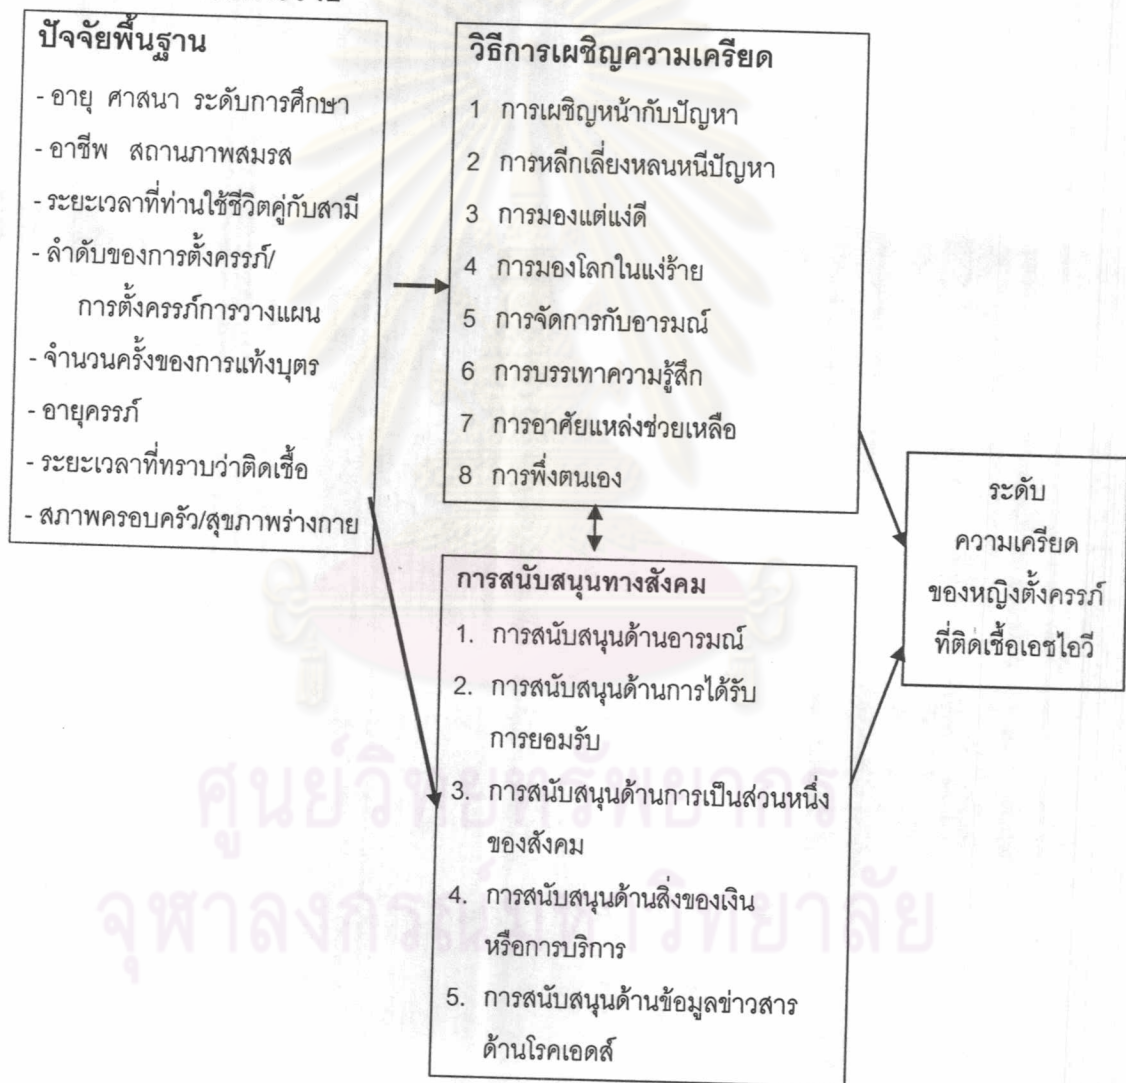 ปัจจัยพื้นฐาน
- อายุ ศาสนา ระดับการศึกษา
- อาชีพ สถานภาพสมรส
- ระยะเวลาที่ท่านใช้ชีวิตคู่กับสามี
- ลำดับของการตั้งครรภ์/
การตั้งครรภ์การวางแผน
- จำนวนครั้งของการแท้งบุตร
- อายุครรภ์
- ระยะเวลาที่ทราบว่าติดเชื้อ
- สภาพครอบครัว/สุขภาพร่างกาย
วิธีการเผชิญความเครียด
1 การเผชิญหน้ากับปัญหา
2 การหลีกเลี่ยงหลบหนีปัญหา
3 การมองแต่แง่ดี
4 การมองโลกในแง่ร้าย
5 การจัดการกับอารมณ์
6 การบรรเทาความรู้สึก
7 การอาศัยแหล่งช่วยเหลือ
8 การพึ่งตนเอง
การสนับสนุนทางสังคม
1. การสนับสนุนด้านอารมณ์
2. การสนับสนุนด้านการได้รับ
การยอมรับ
3. การสนับสนุนด้านการเป็นส่วนหนึ่ง
ของสังคม
4. การสนับสนุนด้านสิ่งของเงิน
หรือการบริการ
5. การสนับสนุนด้านข้อมูลข่าวสาร
ด้านโรคเอดส์
ระดับ
ความเครียด
ของหญิงตั้งครรภ์
ที่ติดเชื้อเอชไอวี
ศูนย์วิทยทรัพยากร
จุฬาลงกรณ์มหาวิทยาลัย